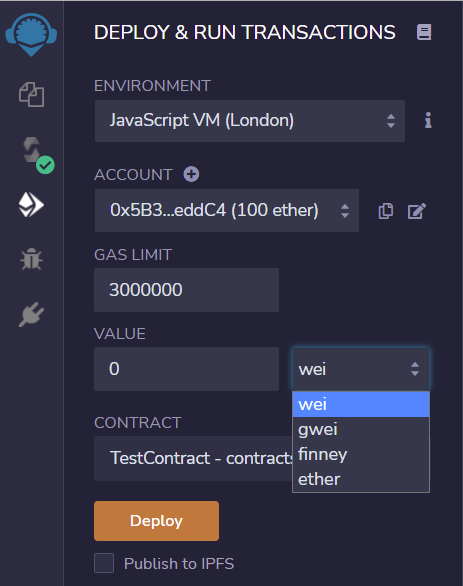 DEPLOY & RUN TRANSACTIONS
ENVIRONMENT
JavaScript VM (London)
ACCOUNT
0x5B3...eddC4 (100 ether)
GAS LIMIT
3000000
VALUE
0
wei
wei
gwei
finney
ether
CONTRACT
TestContract - contracts
Deploy
Publish to IPFS